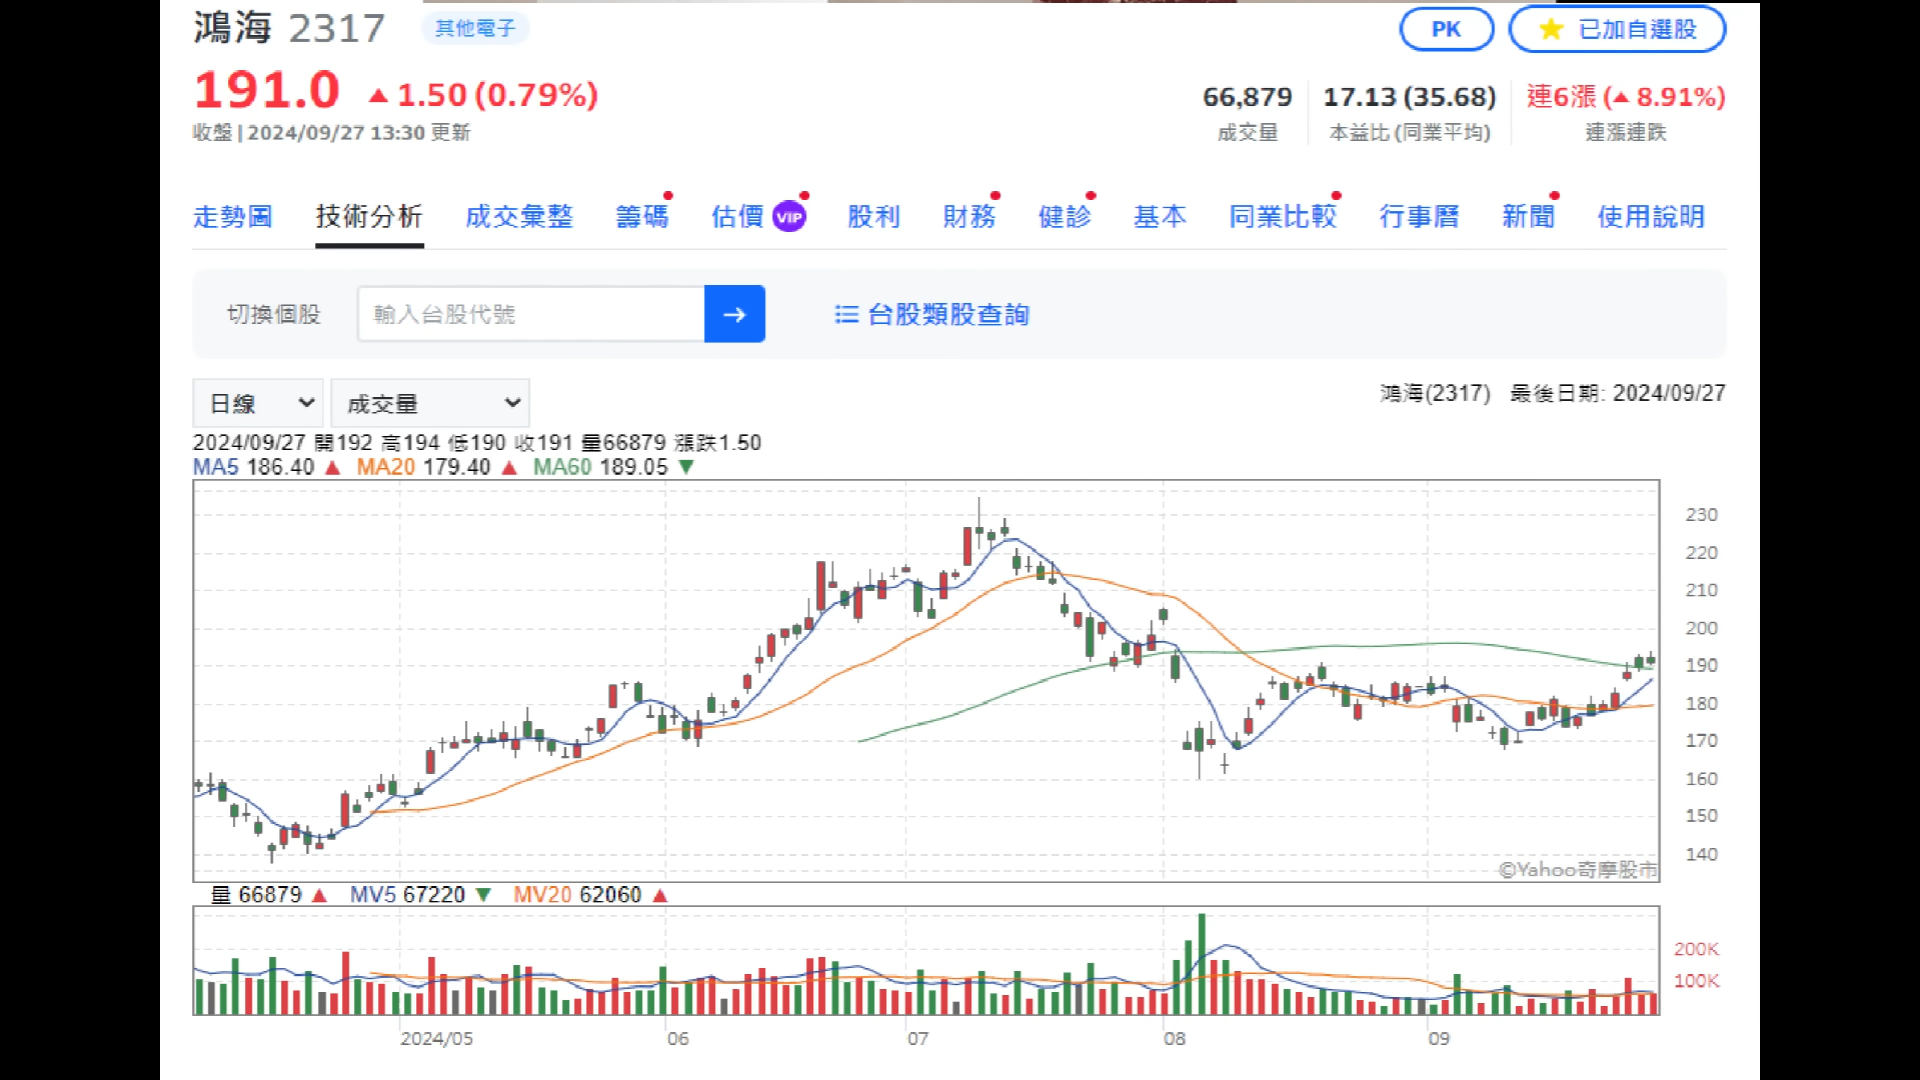 鴻海 2317 其他電子 PK 已加自選股
191.0 1.50 (0.79%) 66,879 17.13 (35.68) 連6漲 ( 8.91%)
收盤 | 2024/09/27 13:30 更新 成交量 本益比 (同業平均) 連漲連跌
走勢圖 技術分析 成交彙整 籌碼 估價 VIP 股利 財務 健診 基本 同業比較 行事曆 新聞 使用說明
切換個股 輸入台股代號 → 台股類股查詢
日線 成交量 鴻海(2317) 最後日期: 2024/09/27
2024/09/27 開192 高194 低190 收191 量66879 漲跌1.50
MA5 186.40 ▲ MA20 179.40 ▲ MA60 189.05 ▼
230
220
210
200
190
180
170
160
150
140
©Yahoo奇摩股市
量 66879 ▲ MV5 67220 ▼ MV20 62060 ▲
200K
100K
2024/05 06 07 08 09